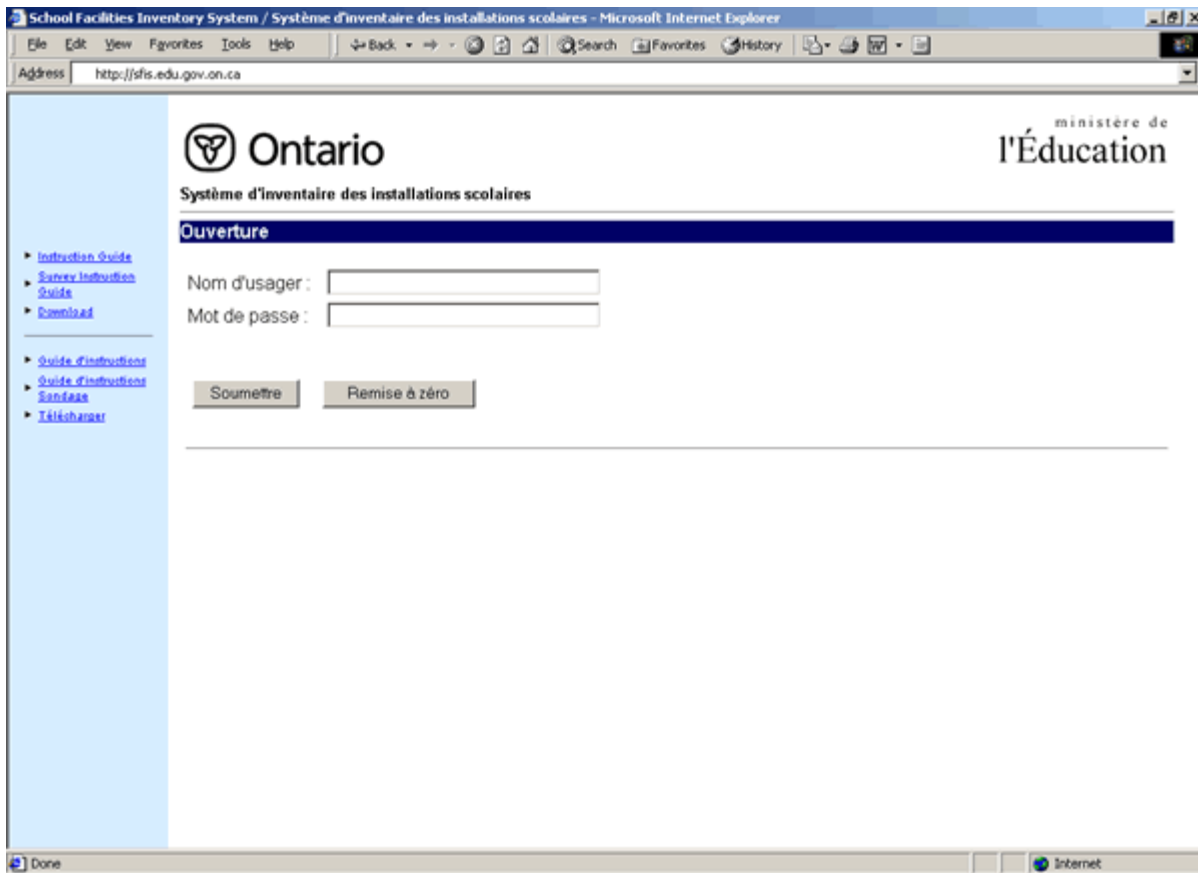 School Facilities Inventory System / Système d'inventaire des installations scolaires - Microsoft Internet Explorer
File Edit View Favorites Tools Help Back Search Favorites History
Address http://sfis.edu.gov.on.ca
Ontario
ministère de
l'Éducation
Système d'inventaire des installations scolaires
Ouverture
Instruction Guide
Survey Instruction
Guide
Download
Guide d'instructions
Guide d'instructions
Sondage
Télécharger
Nom d'usager :
Mot de passe :
Soumettre Remise à zéro
Done Internet